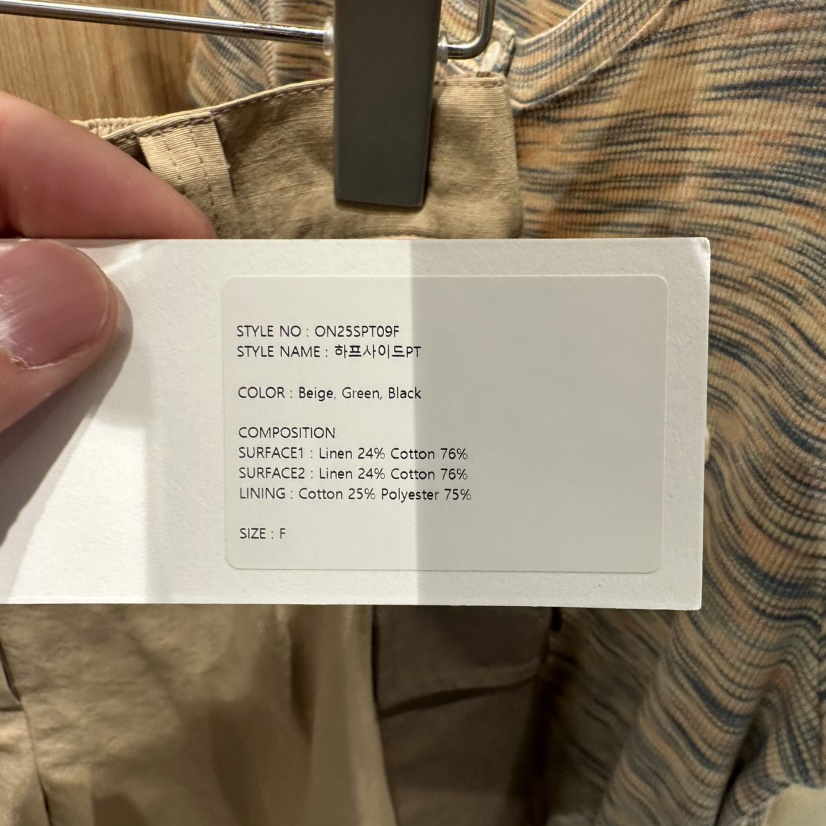 STYLE NO : ON25SPT09F
STYLE NAME : 하프사이드PT
COLOR : Beige, Green, Black
COMPOSITION
SURFACE1 : Linen 24% Cotton 76%
SURFACE2 : Linen 24% Cotton 76%
LINING : Cotton 25% Polyester 75%
SIZE : F